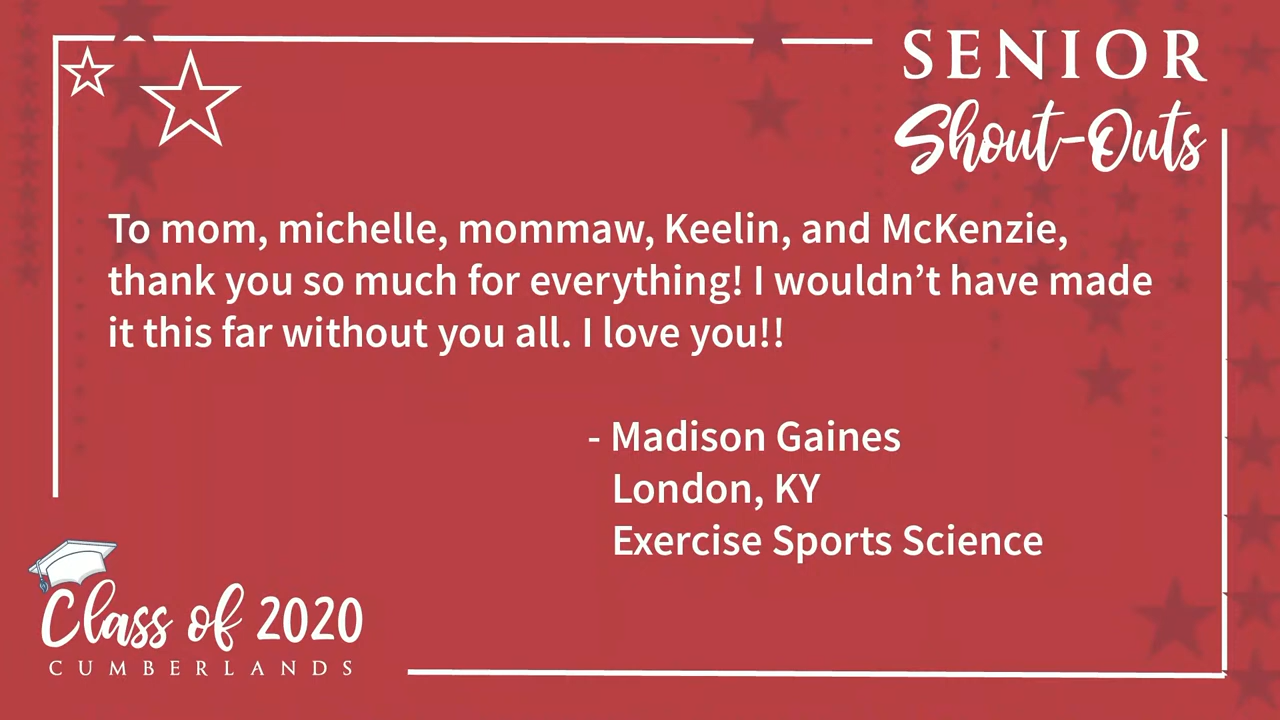 SENIOR
Shout-Outs
To mom, michelle, mommaw, Keelin, and McKenzie,
thank you so much for everything! I wouldn’t have made
it this far without you all. I love you!!
- Madison Gaines
London, KY
Exercise Sports Science
Class of 2020
CUMBERLANDS